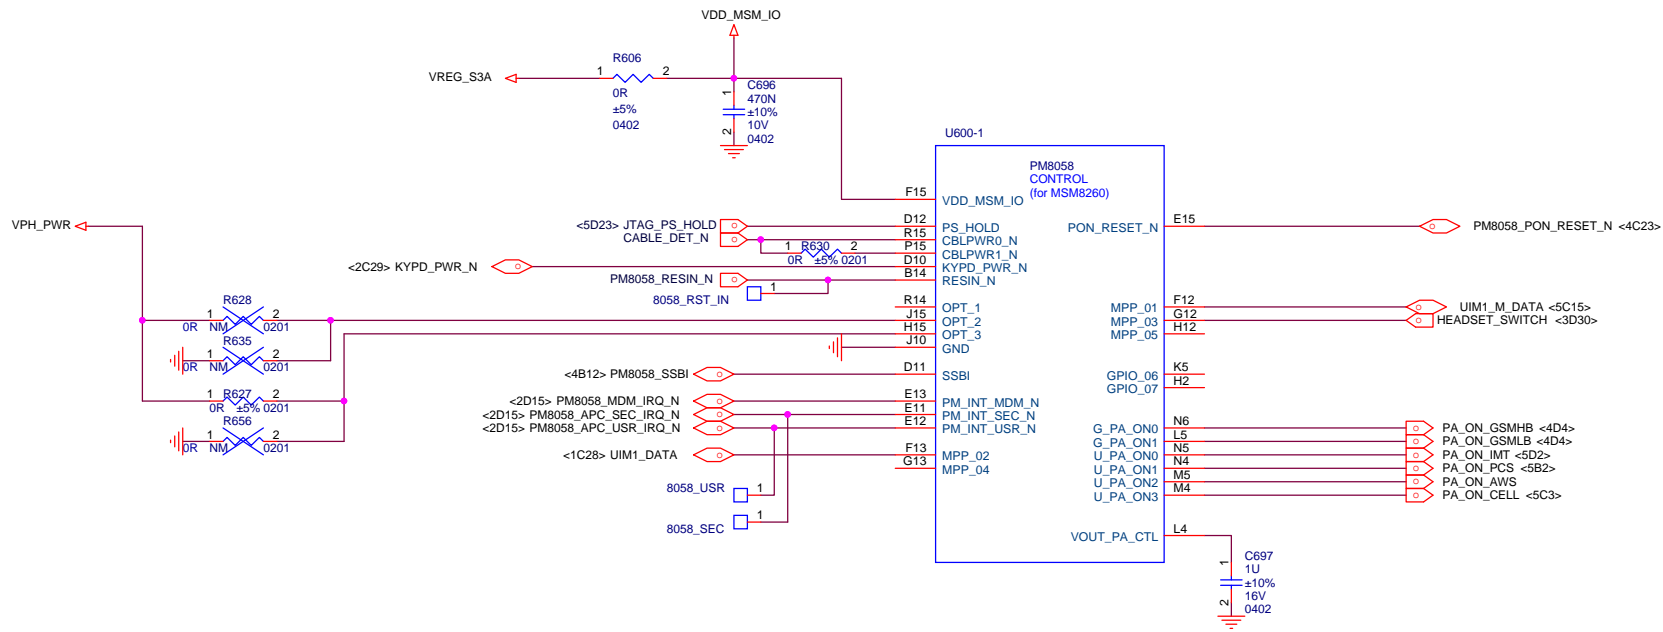 VDD_MSM_IO
R606
VREG_S3A
1
2
0R
±5%
0402
C696
1
470N
±10%
10V
2
0402
U600-1
PM8058
CONTROL
(for MSM8260)
F15
VDD_MSM_IO
VPH_PWR
<5D23> JTAG_PS_HOLD
D12
PS_HOLD
CABLE_DET_N
R15
CBLPWR0_N
1
R630
2
0R
±5% 0201
P15
CBLPWR1_N
<2C29> KYPD_PWR_N
D10
KYPD_PWR_N
PM8058_RESIN_N
B14
RESIN_N
8058_RST_IN
1
R14
OPT_1
R628
1
2
0R
NM
0201
J15
OPT_2
H15
OPT_3
R635
1
2
0R
NM
0201
J10
GND
R627
1
2
0R
±5% 0201
R656
1
2
0R
NM
0201
<4B12> PM8058_SSBI
D11
SSBI
<2D15> PM8058_MDM_IRQ_N
E13
PM_INT_MDM_N
<2D15> PM8058_APC_SEC_IRQ_N
E11
PM_INT_SEC_N
<2D15> PM8058_APC_USR_IRQ_N
E12
PM_INT_USR_N
<1C28> UIM1_DATA
F13
MPP_02
G13
MPP_04
8058_USR
1
8058_SEC
1
PON_RESET_N
E15
PM8058_PON_RESET_N <4C23>
MPP_01
F12
UIM1_M_DATA <5C15>
MPP_03
G12
HEADSET_SWITCH <3D30>
MPP_05
H12
GPIO_06
K5
GPIO_07
H2
G_PA_ON0
N6
PA_ON_GSMHB <4D4>
G_PA_ON1
L5
PA_ON_GSMLB <4D4>
U_PA_ON0
N5
PA_ON_IMT <5D2>
U_PA_ON1
N4
PA_ON_PCS <5B2>
U_PA_ON2
M5
PA_ON_AWS
U_PA_ON3
M4
PA_ON_CELL <5C3>
VOUT_PA_CTL
L4
C697
1
1U
±10%
16V
2
0402